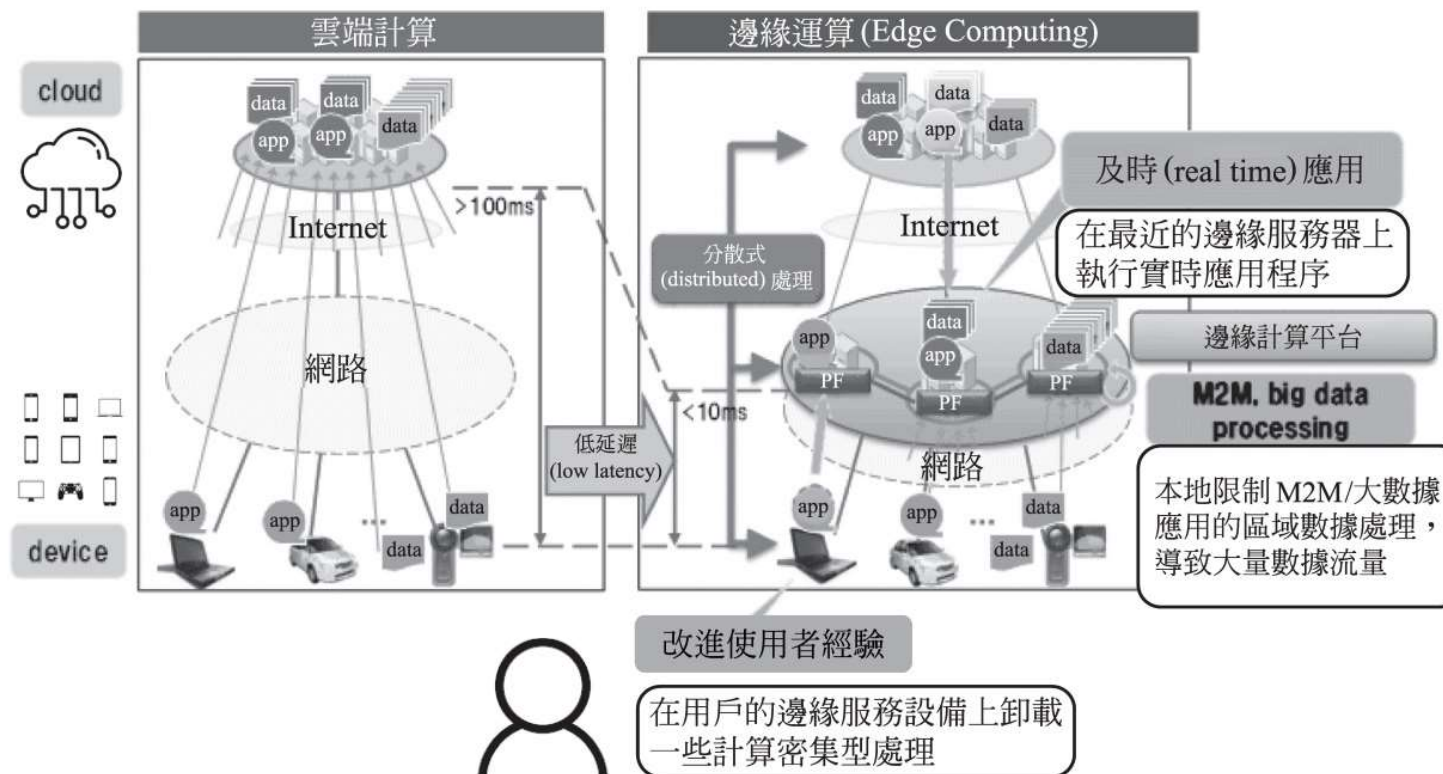 雲端計算
邊緣運算 (Edge Computing)
cloud
data
data
data
app
app
Internet
>100ms
網路
app
app
...
data
data
device
低延遲
(low latency)
<10ms
分散式
(distributed) 處理
data
data
data
app
app
Internet
及時 (real time) 應用
在最近的邊緣服務器上
執行實時應用程序
app
data
app
data
PF
PF
PF
邊緣計算平台
M2M, big data
processing
網路
本地限制 M2M/大數據
應用的區域數據處理，
導致大量數據流量
app
app
...
data
data
改進使用者經驗
在用戶的邊緣服務設備上卸載
一些計算密集型處理